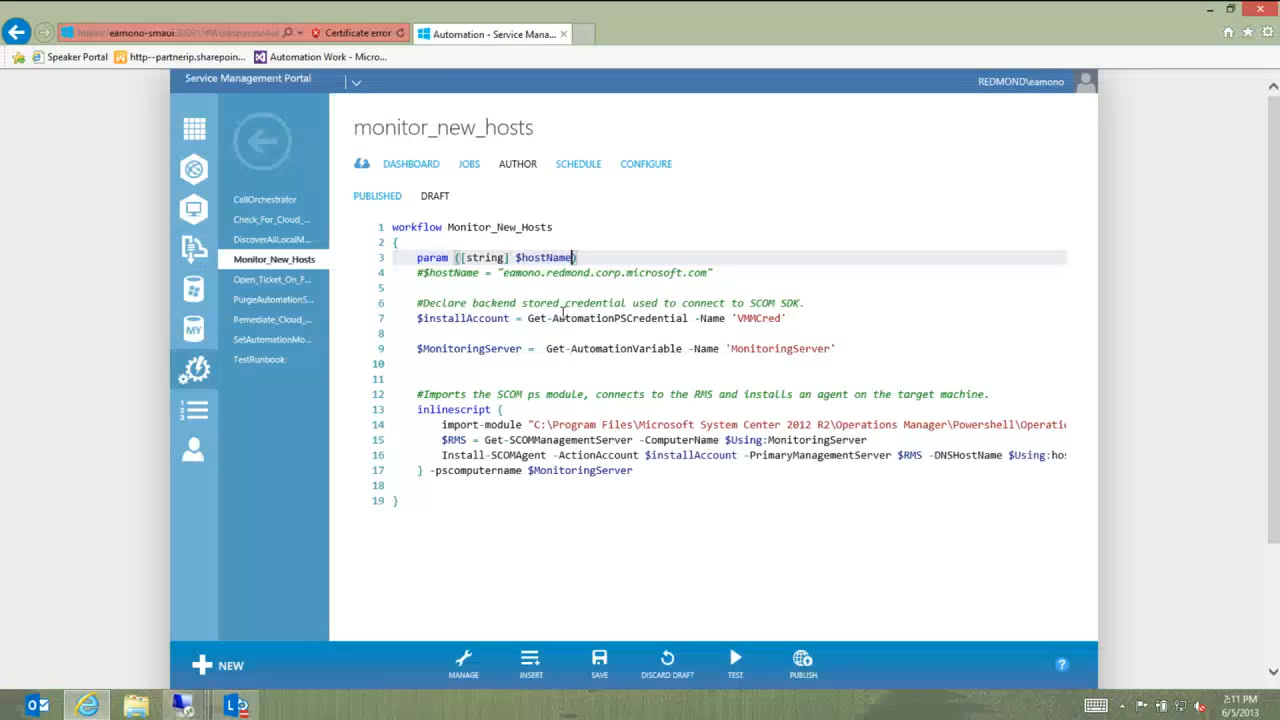 Certificate error
Automation - Service Mana...
Speaker Portal
http--partnerip.sharepoin...
Automation Work - Micro...
Service Management Portal
REDMOND\eamono
monitor_new_hosts
DASHBOARD JOBS AUTHOR SCHEDULE CONFIGURE
PUBLISHED DRAFT
CallOrchestrator
Check_For_Cloud_...
DiscoverAllLocalM...
Monitor_New_Hosts
Open_Ticket_On_F...
PurgeAutomationS...
Remediate_Cloud_...
SetAutomationMo...
TestRunbook
MY
1 workflow Monitor_New_Hosts
2 {
3 param ([string] $hostName)
4 #$hostName = "eamono.redmond.corp.microsoft.com"
5
6 #Declare backend stored credential used to connect to SCOM SDK.
7 $installAccount = Get-AutomationPSCredential -Name 'VMMCred'
8
9 $MonitoringServer = Get-AutomationVariable -Name 'MonitoringServer'
10
11
12 #Imports the SCOM ps module, connects to the RMS and installs an agent on the target machine.
13 inlinescript {
14 import-module "C:\Program Files\Microsoft System Center 2012 R2\Operations Manager\Powershell\Operatio
15 $RMS = Get-SCOMManagementServer -ComputerName $Using:MonitoringServer
16 Install-SCOMAgent -ActionAccount $installAccount -PrimaryManagementServer $RMS -DNSHostName $Using:hos
17 } -pscomputername $MonitoringServer
18
19 }
NEW
MANAGE INSERT SAVE DISCARD DRAFT TEST PUBLISH
?
2:11 PM
6/5/2013